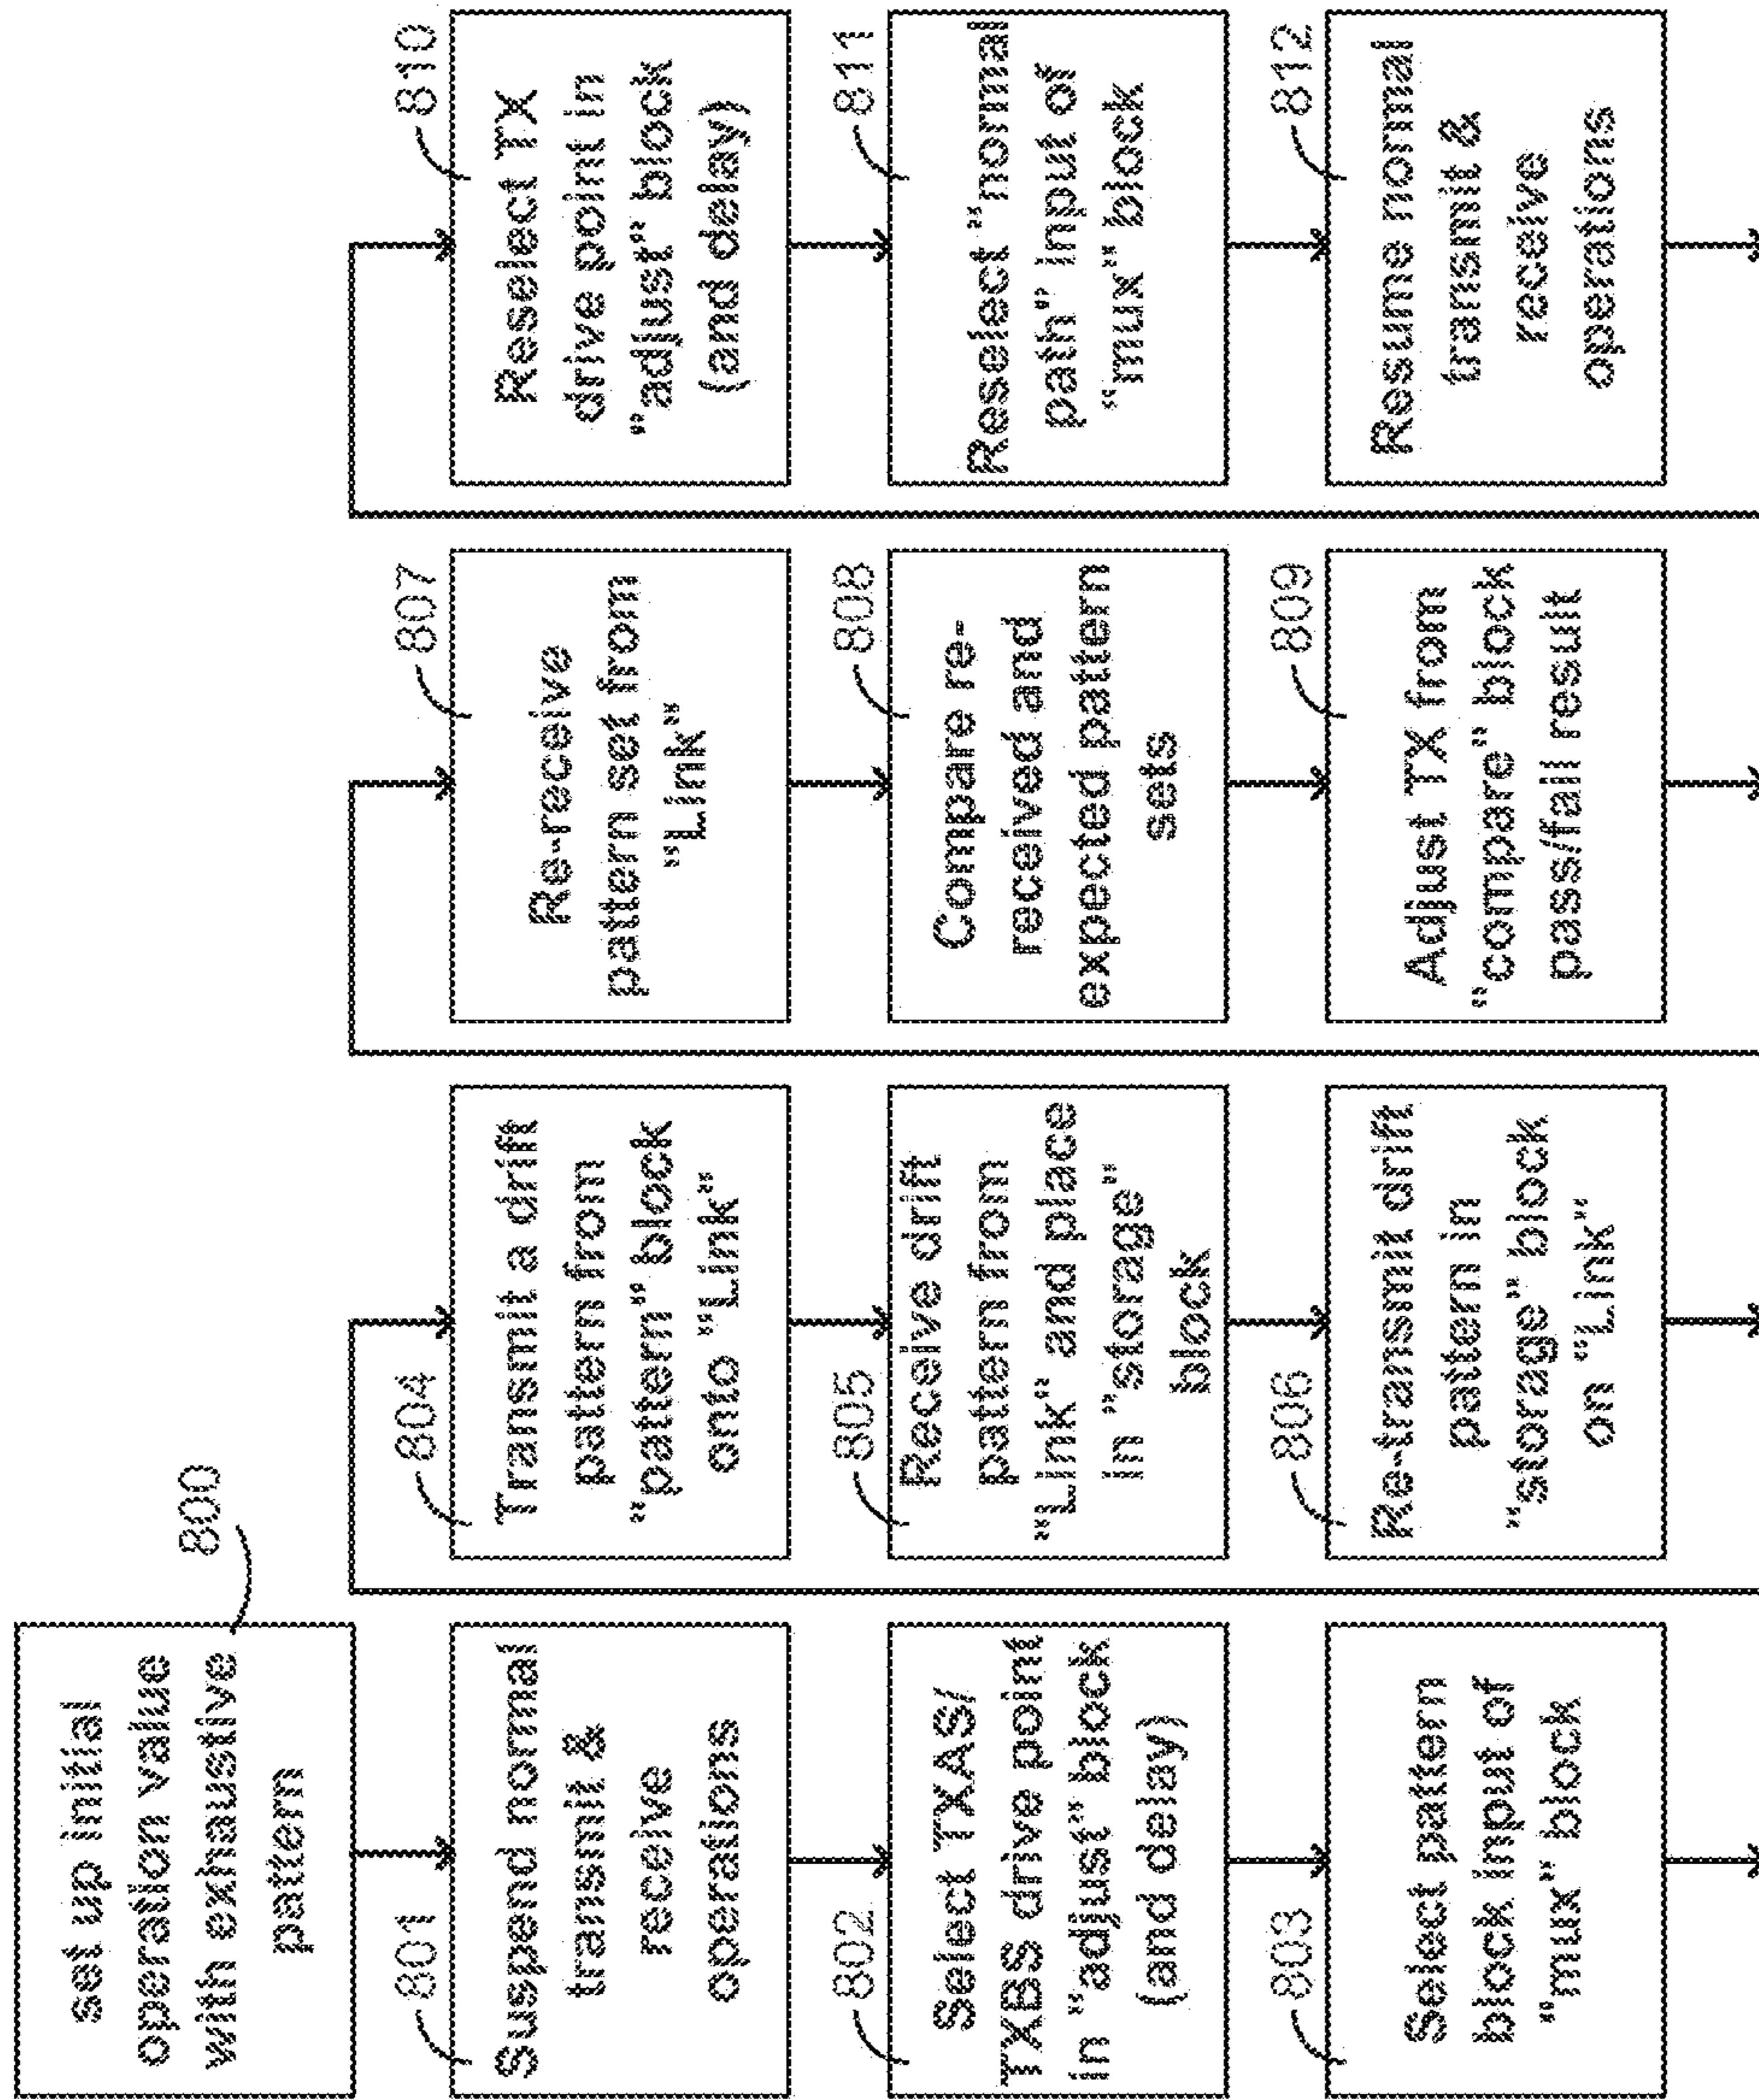 set up initial
operation value
with exhaustive
pattern
800
801
Suspend normal
transmit &
receive
operations
802
Select TXAS/
TXBS drive point
in "adjust" block
(and delay)
803
Select pattern
block input of
"mux" block
804
Transmit a drift
pattern from
"pattern" block
onto "Link"
805
Receive drift
pattern from
"Link" and place
in "storage"
block
806
Re-transmit drift
pattern in
"storage" block
on "Link"
807
Re-receive
pattern set from
"Link"
808
Compare re-
received and
expected pattern
sets
809
Adjust TX from
"compare" block
pass/fail result
810
Reselect TX
drive point in
"adjust" block
(and delay)
811
Reselect "normal
path" input of
"mux" block
812
Resume normal
transmit &
receive
operations